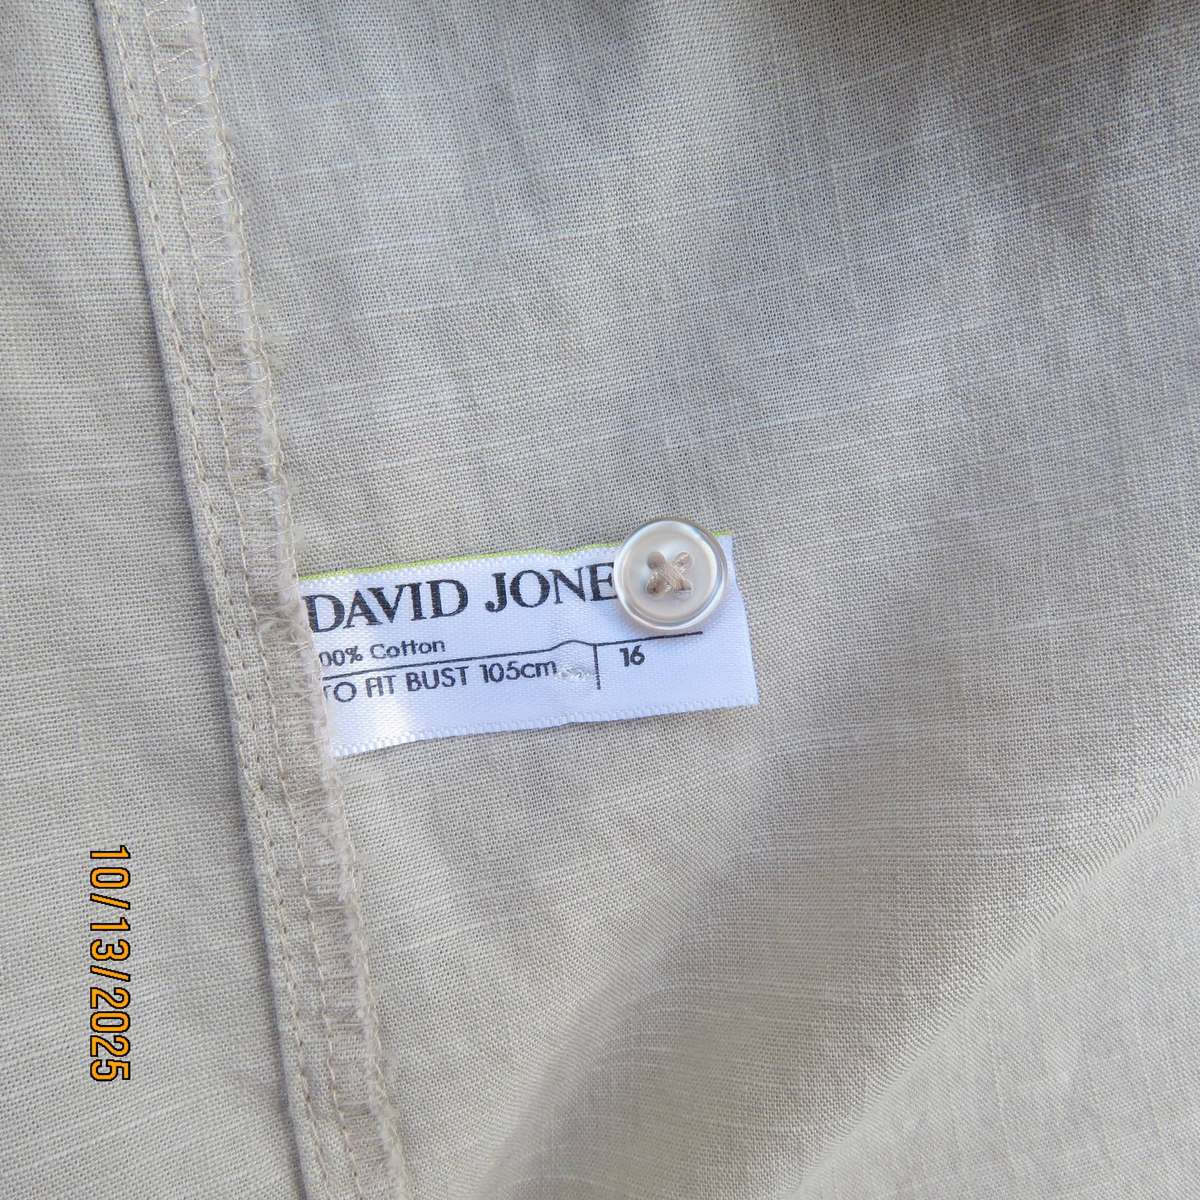 DAVID JONE
00% Cotton
TO FIT BUST 105cm
16
10/13/2025